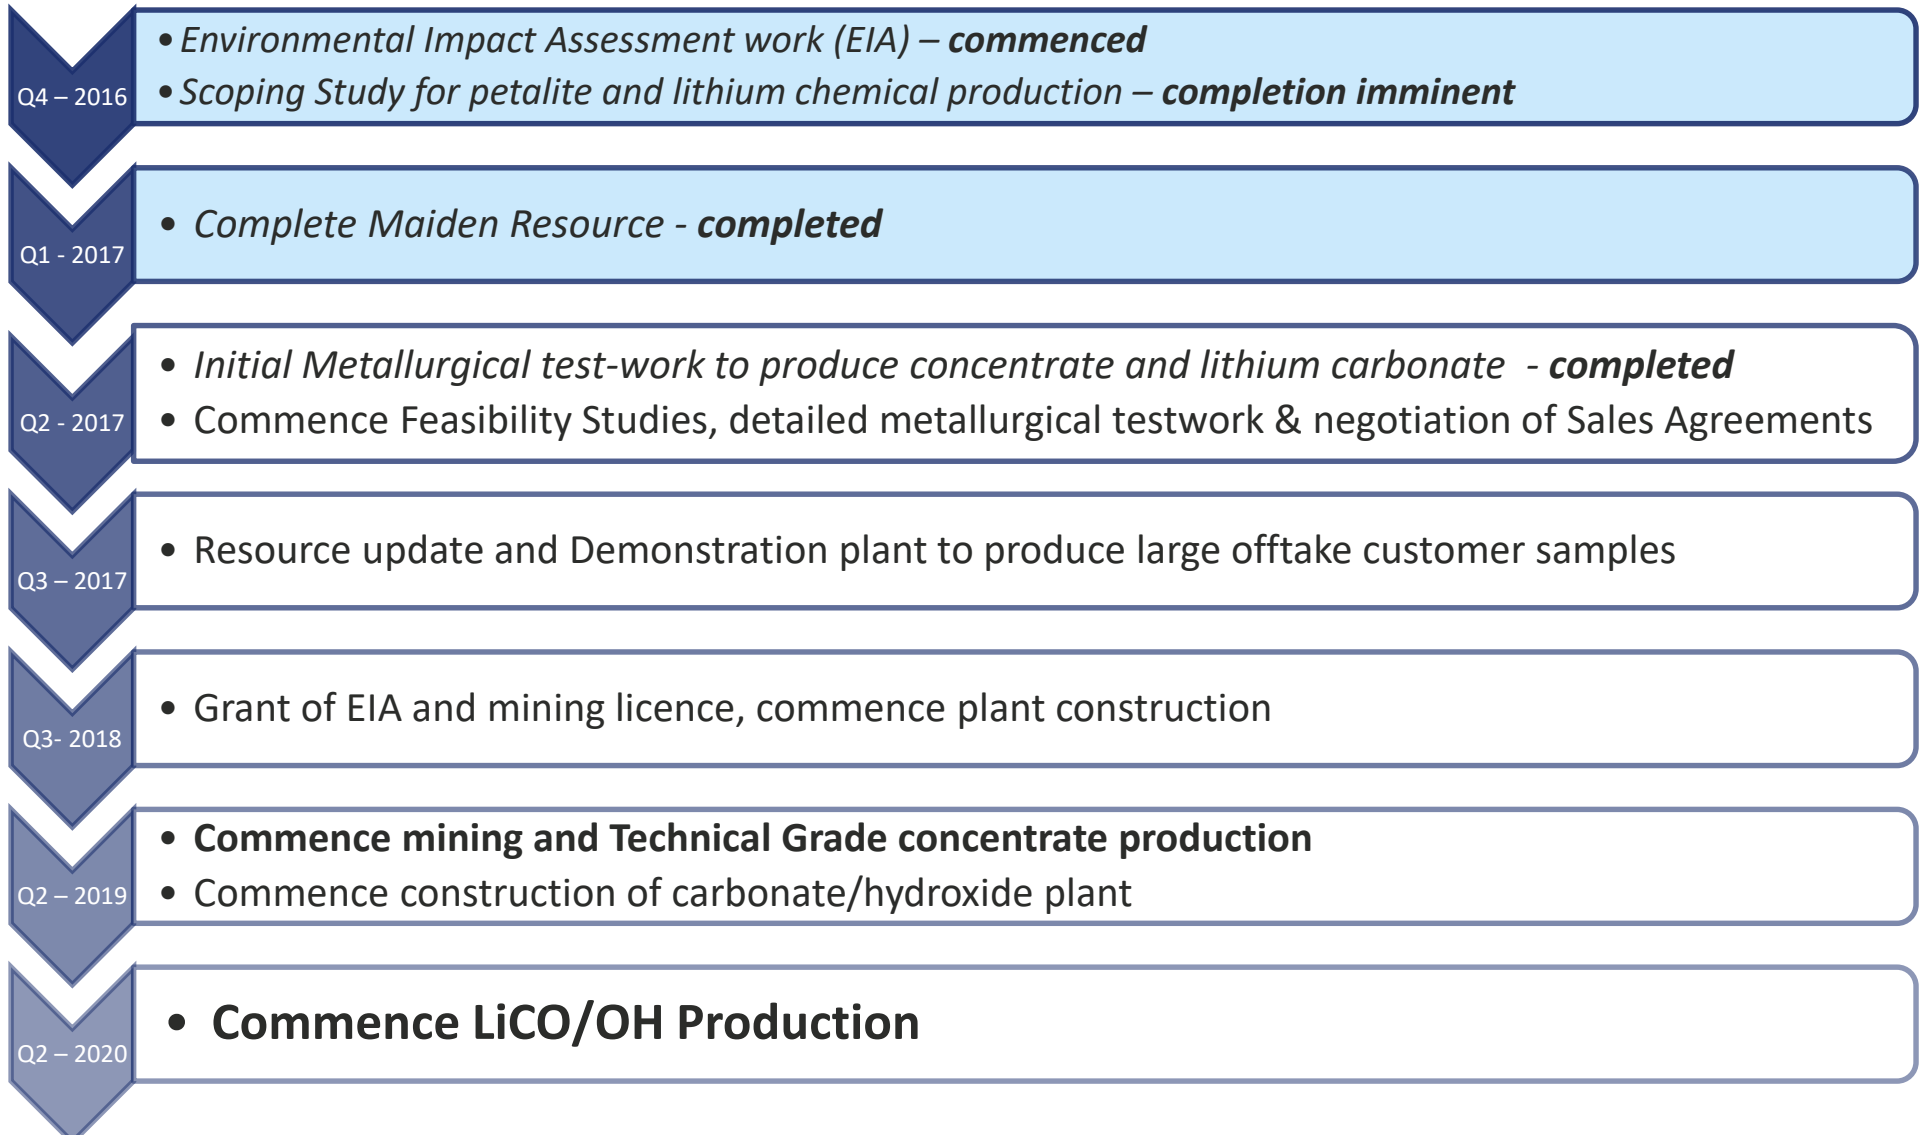 • Environmental Impact Assessment work (EIA) – commenced
• Scoping Study for petalite and lithium chemical production – completion imminent
Q4 – 2016
• Complete Maiden Resource - completed
Q1 - 2017
• Initial Metallurgical test-work to produce concentrate and lithium carbonate - completed
• Commence Feasibility Studies, detailed metallurgical testwork & negotiation of Sales Agreements
Q2 - 2017
• Resource update and Demonstration plant to produce large offtake customer samples
Q3 – 2017
• Grant of EIA and mining licence, commence plant construction
Q3- 2018
• Commence mining and Technical Grade concentrate production
• Commence construction of carbonate/hydroxide plant
Q2 – 2019
• Commence LiCO/OH Production
Q2 – 2020